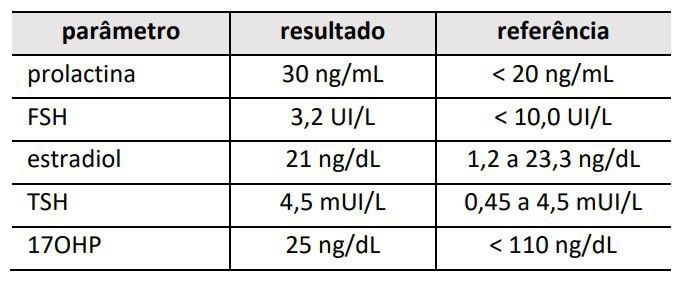 parâmetro resultado referência
prolactina 30 ng/mL < 20 ng/mL
FSH 3,2 UI/L < 10,0 UI/L
estradiol 21 ng/dL 1,2 a 23,3 ng/dL
TSH 4,5 mUI/L 0,45 a 4,5 mUI/L
17OHP 25 ng/dL < 110 ng/dL